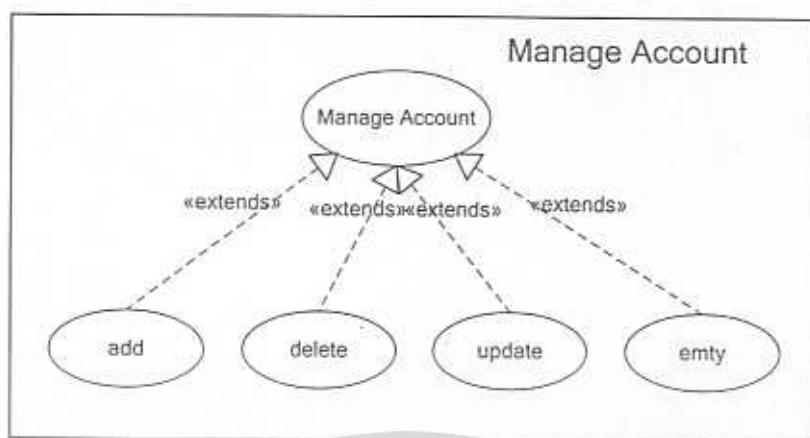 Manage Account
Manage Account
«extends»
«extends»
«extends»
«extends»
add
delete
update
emty